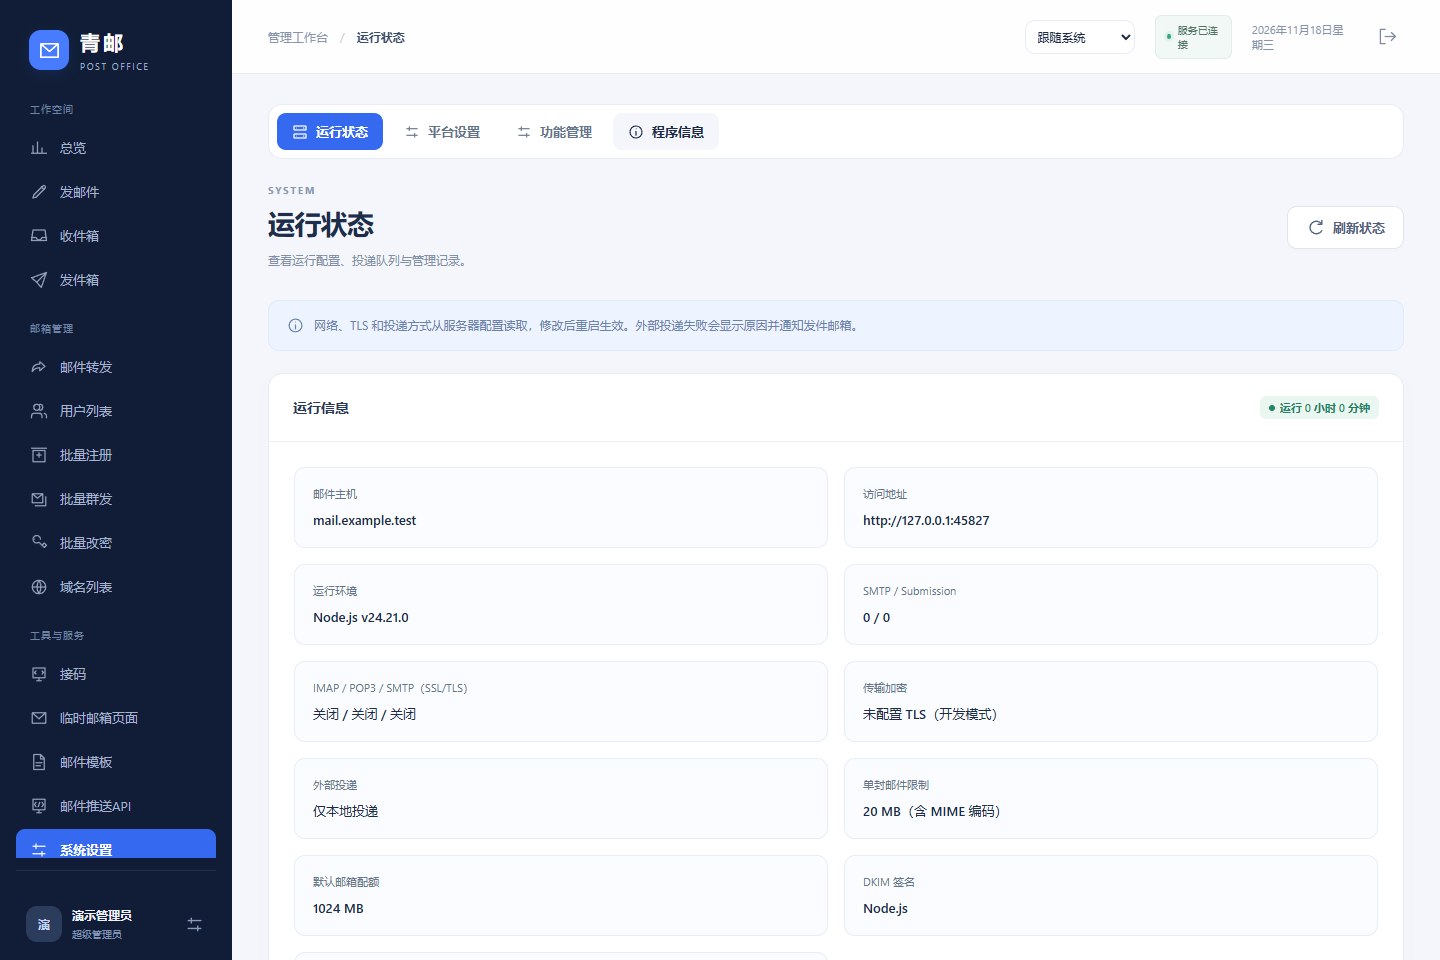 青邮
POST OFFICE
工作空间
总览
发邮件
收件箱
发件箱
邮箱管理
邮件转发
用户列表
批量注册
批量群发
批量改密
域名列表
工具与服务
接码
临时邮箱页面
邮件模板
邮件推送API
系统设置
演
演示管理员
超级管理员
管理工作台 / 运行状态
跟随系统
服务已连
接
2026年11月18日星
期三
运行状态
平台设置
功能管理
程序信息
SYSTEM
运行状态
查看运行配置、投递队列与管理记录。
刷新状态
网络、TLS 和投递方式从服务器配置读取，修改后重启生效。外部投递失败会显示原因并通知发件邮箱。
运行信息
运行 0 小时 0 分钟
邮件主机
mail.example.test
访问地址
http://127.0.0.1:45827
运行环境
Node.js v24.21.0
SMTP / Submission
0 / 0
IMAP / POP3 / SMTP（SSL/TLS）
关闭 / 关闭 / 关闭
传输加密
未配置 TLS（开发模式）
外部投递
仅本地投递
单封邮件限制
20 MB（含 MIME 编码）
默认邮箱配额
1024 MB
DKIM 签名
Node.js